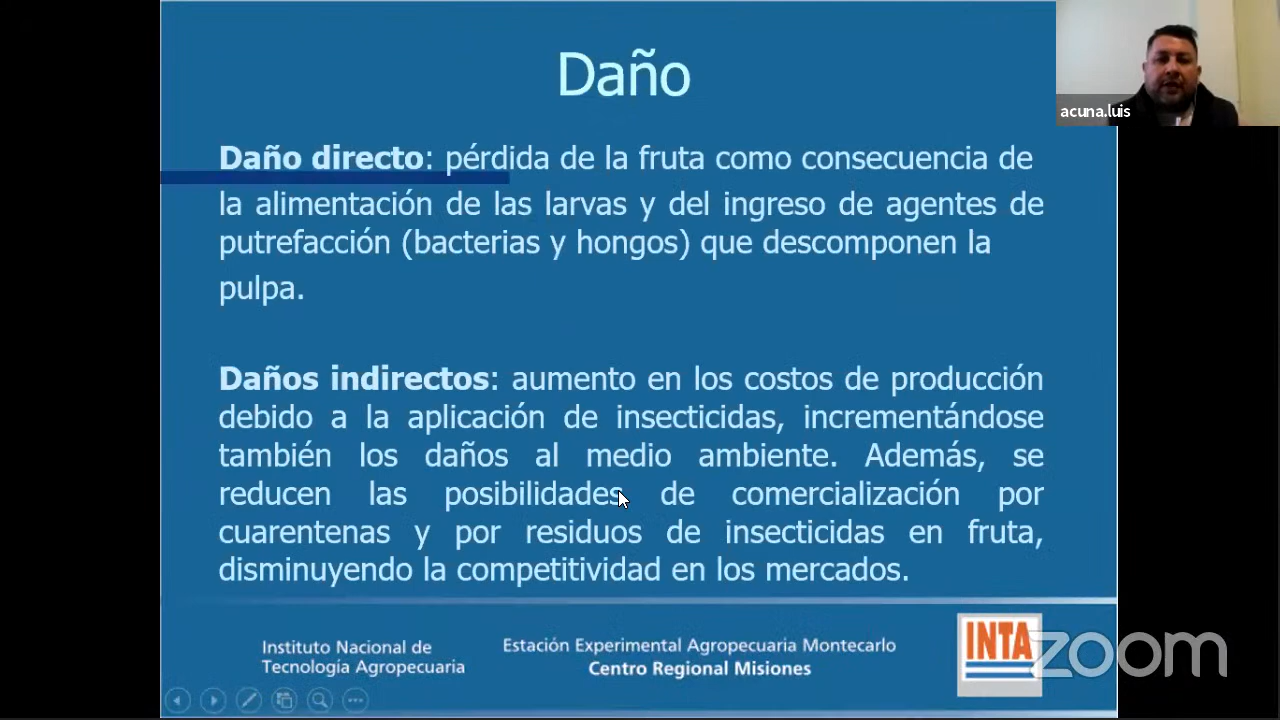 Daño
acuna.luis
Daño directo: pérdida de la fruta como consecuencia de
la alimentación de las larvas y del ingreso de agentes de
putrefacción (bacterias y hongos) que descomponen la
pulpa.
Daños indirectos: aumento en los costos de producción
debido a la aplicación de insecticidas, incrementándose
también los daños al medio ambiente. Además, se
reducen las posibilidades de comercialización por
cuarentenas y por residuos de insecticidas en fruta,
disminuyendo la competitividad en los mercados.
Instituto Nacional de
Tecnología Agropecuaria
Estación Experimental Agropecuaria Montecarlo
Centro Regional Misiones
INTA
zoom